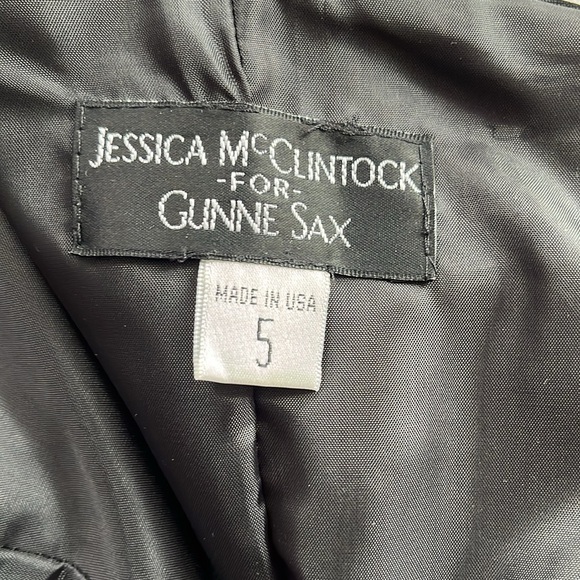 JESSICA McCLINTOCK
-FOR-
GUNNE SAX
MADE IN USA
5